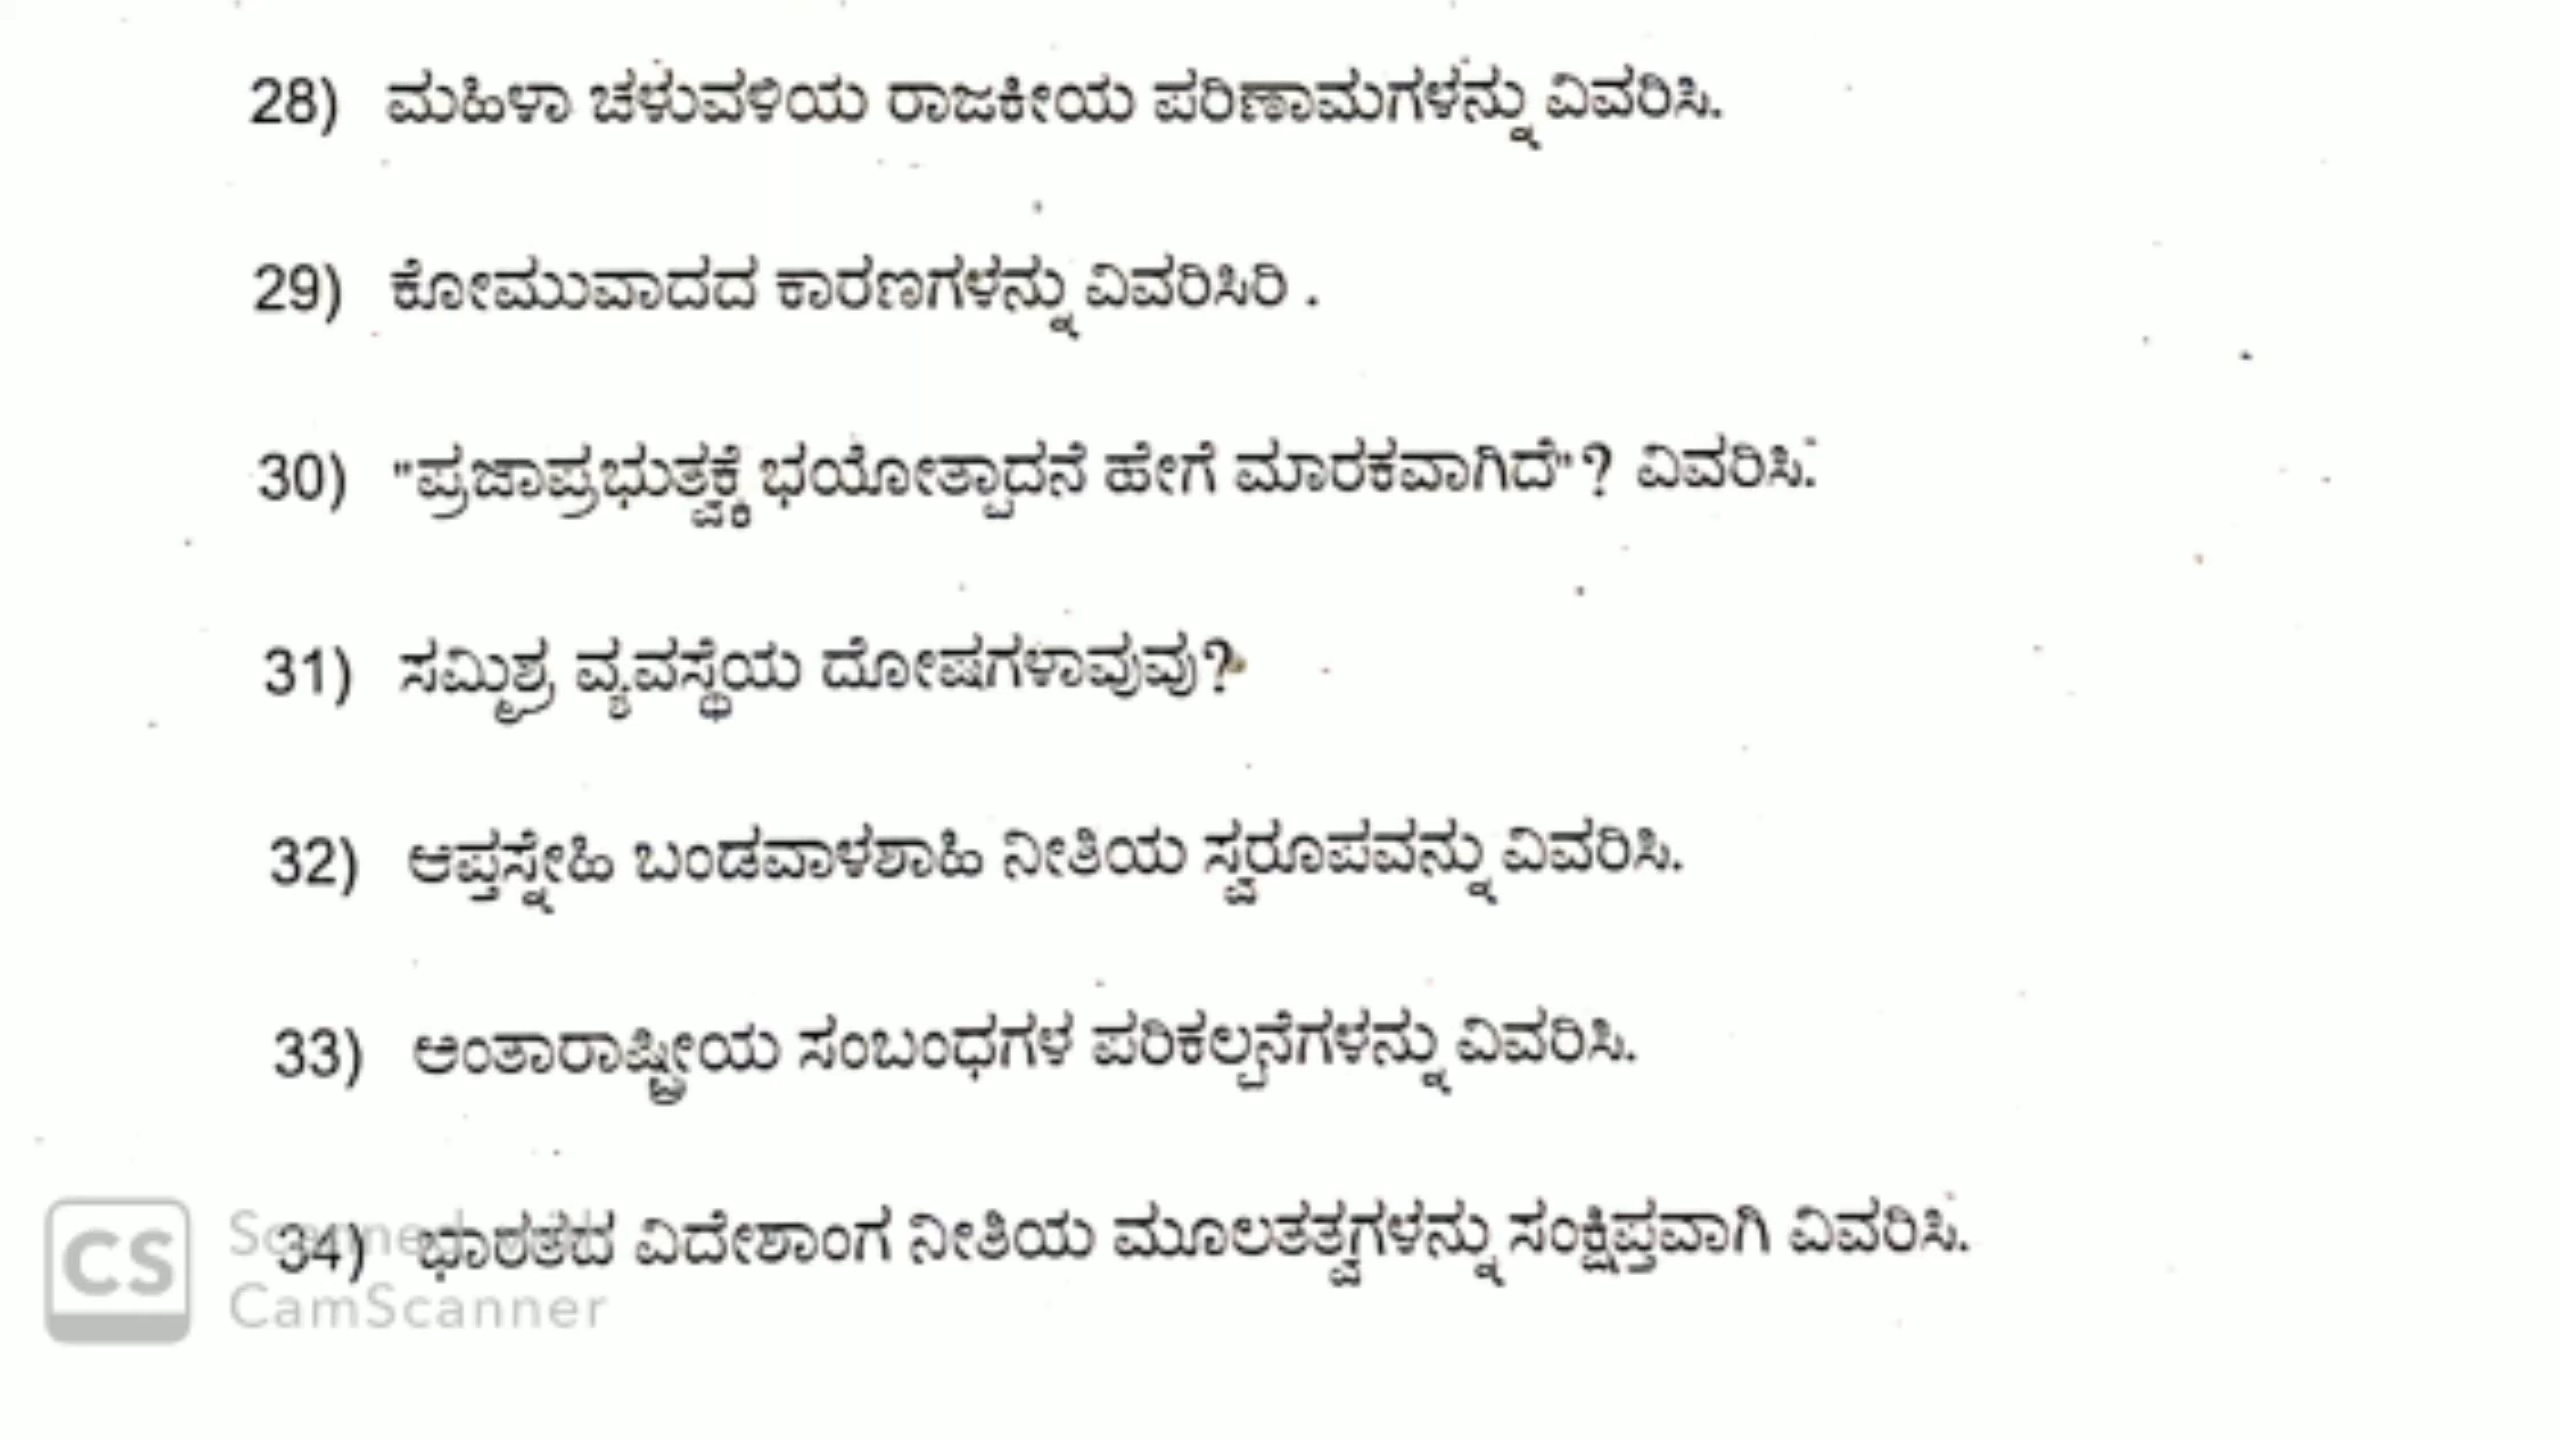 28) ಮಹಿಳಾ ಚಳುವಳಿಯ ರಾಜಕೀಯ ಪರಿಣಾಮಗಳನ್ನು ವಿವರಿಸಿ.
29) ಕೋಮುವಾದದ ಕಾರಣಗಳನ್ನು ವಿವರಿಸಿರಿ .
30) "ಪ್ರಜಾಪ್ರಭುತ್ವಕ್ಕೆ ಭಯೋತ್ಪಾದನೆ ಹೇಗೆ ಮಾರಕವಾಗಿದೆ"? ವಿವರಿಸಿ.
31) ಸಮ್ಮಿಶ್ರ ವ್ಯವಸ್ಥೆಯ ದೋಷಗಳಾವುವು?
32) ಆಪ್ತಸ್ನೇಹಿ ಬಂಡವಾಳಶಾಹಿ ನೀತಿಯ ಸ್ವರೂಪವನ್ನು ವಿವರಿಸಿ.
33) ಅಂತಾರಾಷ್ಟ್ರೀಯ ಸಂಬಂಧಗಳ ಪರಿಕಲ್ಪನೆಗಳನ್ನು ವಿವರಿಸಿ.
34) ಭಾರತದ ವಿದೇಶಾಂಗ ನೀತಿಯ ಮೂಲತತ್ವಗಳನ್ನು ಸಂಕ್ಷಿಪ್ತವಾಗಿ ವಿವರಿಸಿ.
CS Scanned with
CamScanner